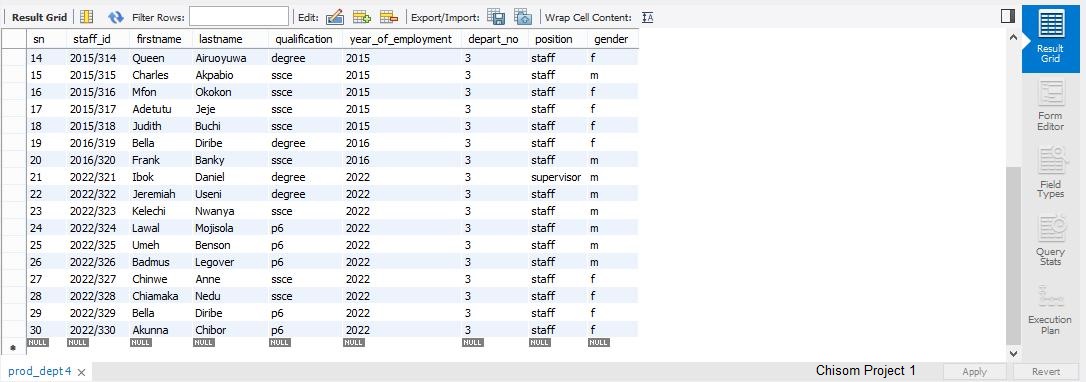 Result Grid Filter Rows: Edit: Export/Import: Wrap Cell Content:
sn staff_id firstname lastname qualification year_of_employment depart_no position gender
14 2015/314 Queen Airuoyuwa degree 2015 3 staff f
15 2015/315 Charles Akpabio ssce 2015 3 staff m
16 2015/316 Mfon Okokon ssce 2015 3 staff f
17 2015/317 Adetutu Jeje ssce 2015 3 staff f
18 2015/318 Judith Buchi ssce 2015 3 staff f
19 2016/319 Bella Diribe degree 2016 3 staff f
20 2016/320 Frank Banky ssce 2016 3 staff m
21 2022/321 Ibok Daniel degree 2022 3 supervisor m
22 2022/322 Jeremiah Useni degree 2022 3 staff m
23 2022/323 Kelechi Nwanya ssce 2022 3 staff m
24 2022/324 Lawal Mojisola p6 2022 3 staff m
25 2022/325 Umeh Benson p6 2022 3 staff m
26 2022/326 Badmus Legover p6 2022 3 staff m
27 2022/327 Chinwe Anne ssce 2022 3 staff f
28 2022/328 Chiamaka Nedu ssce 2022 3 staff f
29 2022/329 Bella Diribe p6 2022 3 staff f
30 2022/330 Akunna Chibor p6 2022 3 staff f
NULL NULL NULL NULL NULL NULL NULL NULL NULL
Result
Grid
Form
Editor
Field
Types
Query
Stats
Execution
Plan
prod_dept4 Chisom Project 1 Apply Revert